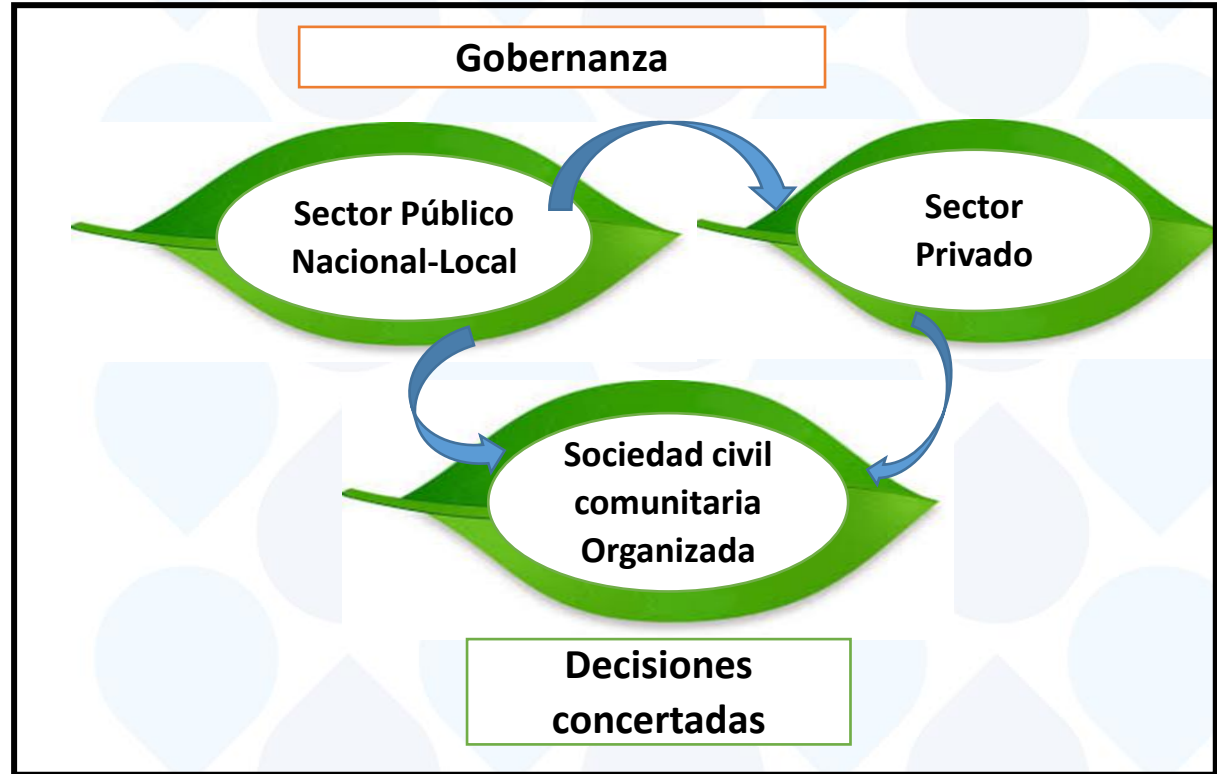 Gobernanza
Sector Público
Nacional-Local
Sector
Privado
Sociedad civil
comunitaria
Organizada
Decisiones
concertadas